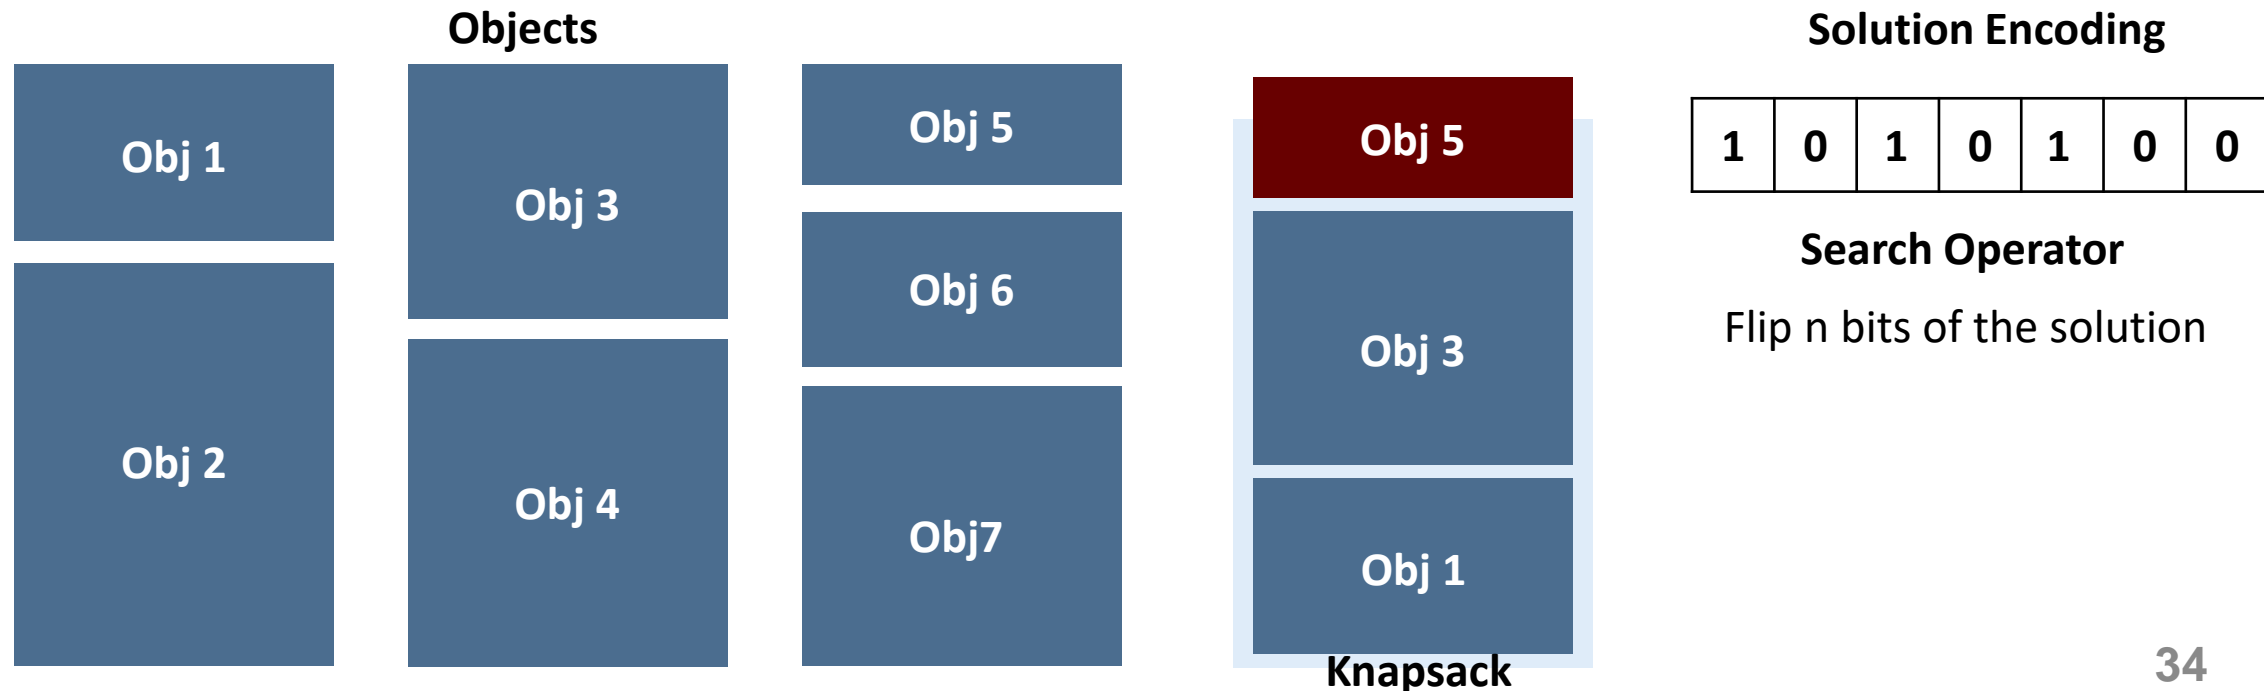 Objects
Obj 1
Obj 2
Obj 3
Obj 4
Obj 5
Obj 6
Obj7
Obj 5
Obj 3
Obj 1
Knapsack
Solution Encoding
1 0 1 0 1 0 0
Search Operator
Flip n bits of the solution
34